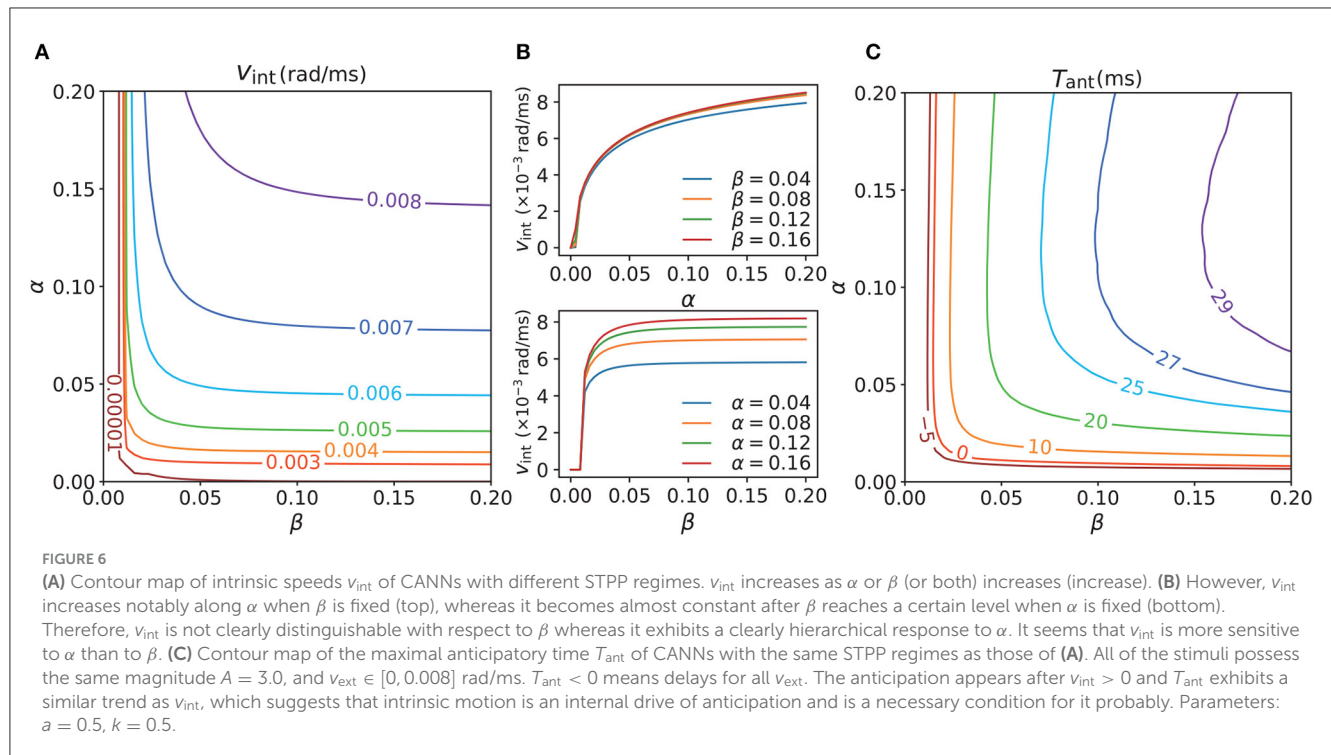 A
B
C
v_int (rad/ms)
0.20
0.15
0.10
0.05
0.00
α
0.008
0.007
0.006
0.005
0.004
0.003
0.00001
0.00 0.05 0.10 0.15 0.20
β
v_int (×10⁻³ rad/ms)
8
6
4
2
0
β = 0.04
β = 0.08
β = 0.12
β = 0.16
0.00 0.05 0.10 0.15 0.20
α
v_int (×10⁻³ rad/ms)
8
6
4
2
0
α = 0.04
α = 0.08
α = 0.12
α = 0.16
0.00 0.05 0.10 0.15 0.20
β
T_ant (ms)
0.20
0.15
0.10
0.05
0.00
α
−5
0
10
20
25
27
29
0.00 0.05 0.10 0.15 0.20
β
FIGURE 6
(A) Contour map of intrinsic speeds v_int of CANNs with different STPP regimes. v_int increases as α or β (or both) increases (increase). (B) However, v_int
increases notably along α when β is fixed (top), whereas it becomes almost constant after β reaches a certain level when α is fixed (bottom).
Therefore, v_int is not clearly distinguishable with respect to β whereas it exhibits a clearly hierarchical response to α. It seems that v_int is more sensitive
to α than to β. (C) Contour map of the maximal anticipatory time T_ant of CANNs with the same STPP regimes as those of (A). All of the stimuli possess
the same magnitude A = 3.0, and v_ext ∈ [0, 0.008] rad/ms. T_ant < 0 means delays for all v_ext. The anticipation appears after v_int > 0 and T_ant exhibits a
similar trend as v_int, which suggests that intrinsic motion is an internal drive of anticipation and is a necessary condition for it probably. Parameters:
a = 0.5, k = 0.5.